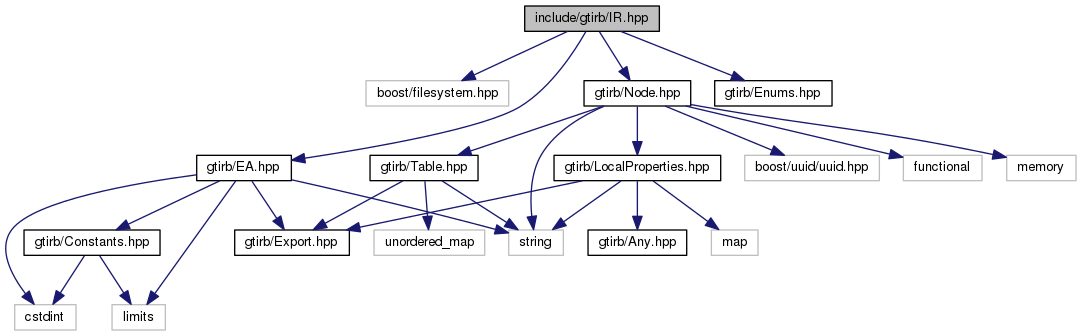 include/gtirb/IR.hpp
boost/filesystem.hpp
gtirb/Node.hpp
gtirb/Enums.hpp
gtirb/EA.hpp
gtirb/Table.hpp
gtirb/LocalProperties.hpp
boost/uuid/uuid.hpp
functional
memory
gtirb/Constants.hpp
gtirb/Export.hpp
unordered_map
string
gtirb/Any.hpp
map
cstdint
limits